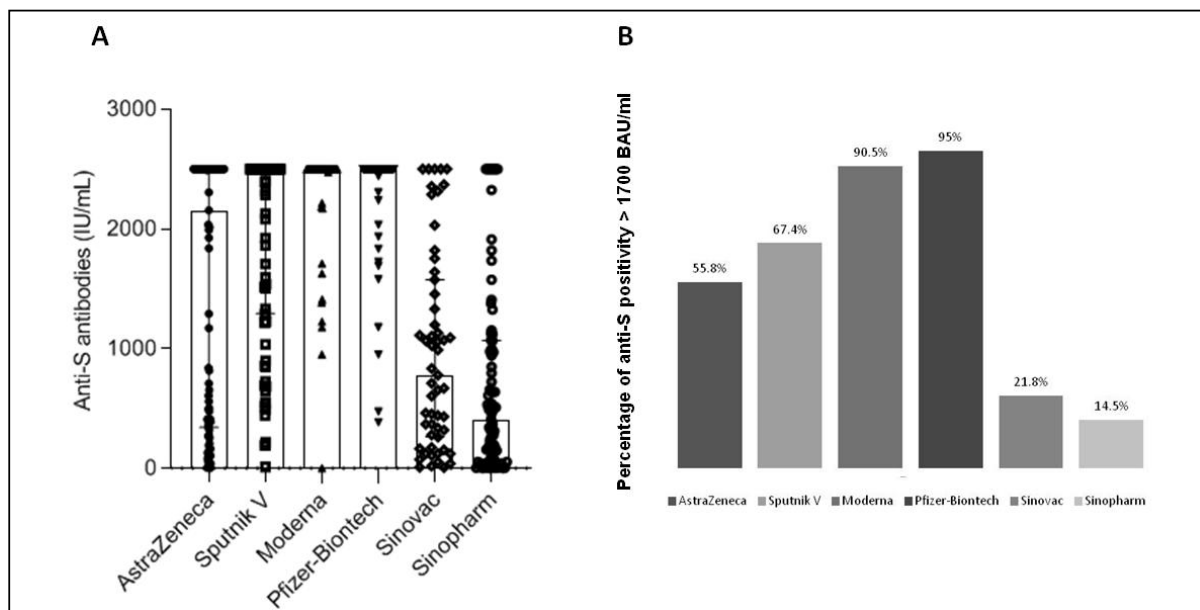 A
Anti-S antibodies (IU/mL)
3000
2000
1000
0
AstraZeneca
Sputnik V
Moderna
Pfizer-Biontech
Sinovac
Sinopharm
B
Percentage of anti-S positivity > 1700 BAU/ml
55.8%
67.4%
90.5%
95%
21.8%
14.5%
AstraZeneca Sputnik V Moderna Pfizer-Biontech Sinovac Sinopharm